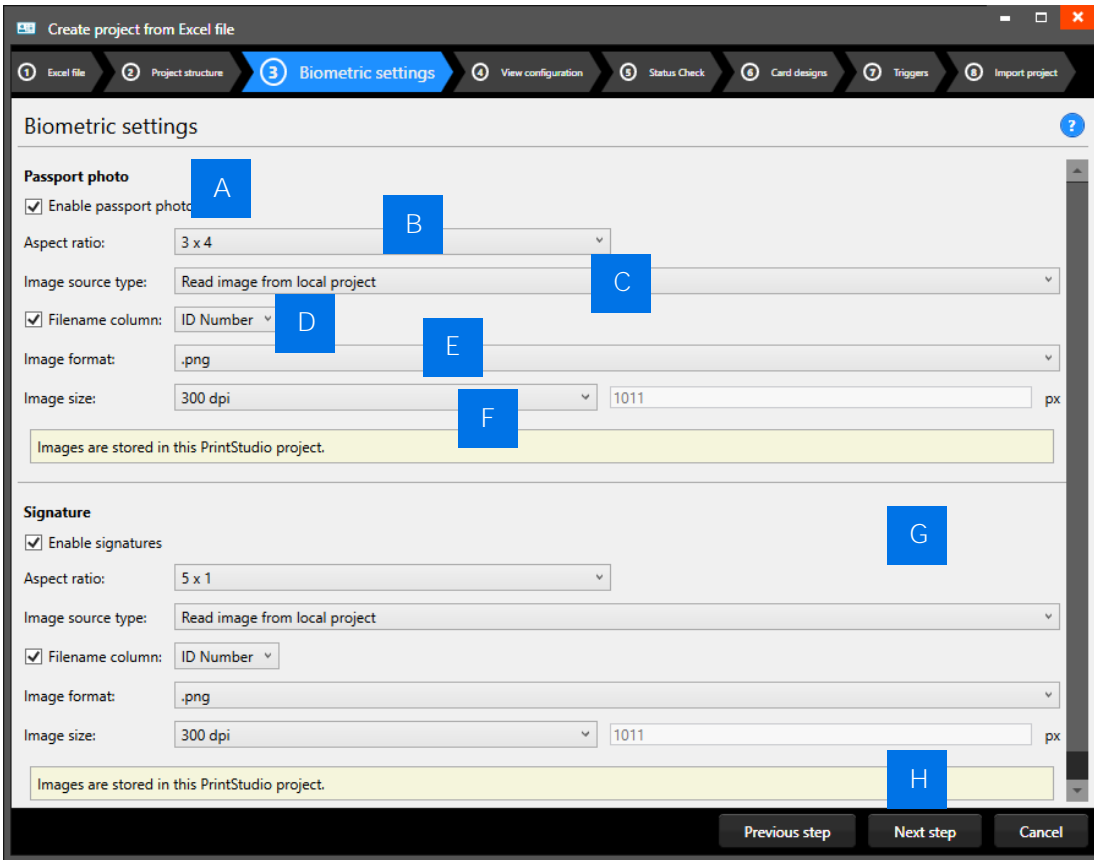 Create project from Excel file
1 Excel file 2 Project structure 3 Biometric settings 4 View configuration 5 Status Check 6 Card designs 7 Triggers 8 Import project
Biometric settings ?
Passport photo
A
Enable passport photo
B
Aspect ratio: 3 x 4
Image source type: Read image from local project
C
Filename column: ID Number
D
E
Image format: .png
Image size: 300 dpi 1011 px
F
Images are stored in this PrintStudio project.
Signature
G
Enable signatures
Aspect ratio: 5 x 1
Image source type: Read image from local project
Filename column: ID Number
Image format: .png
Image size: 300 dpi 1011 px
H
Images are stored in this PrintStudio project.
Previous step Next step Cancel